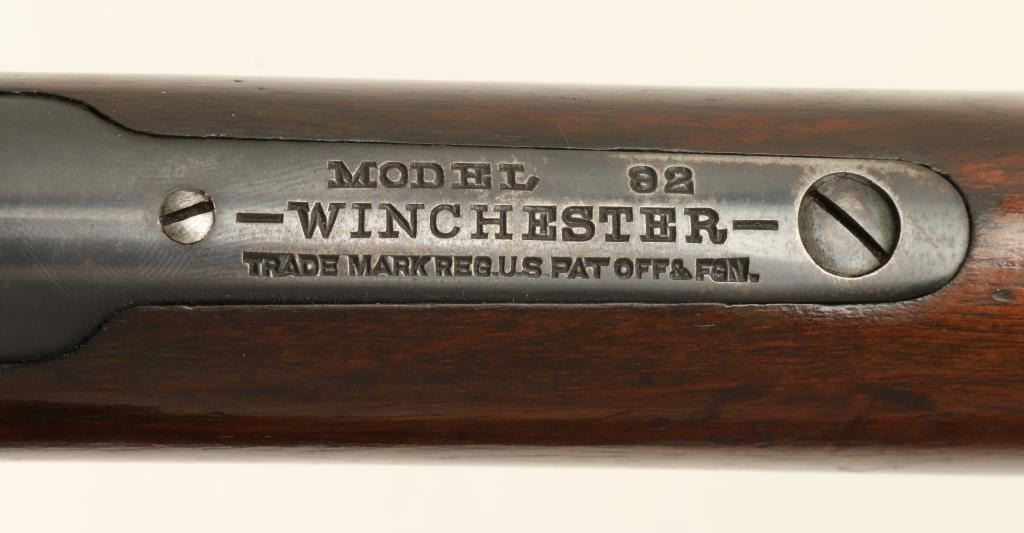 MODEL 92
—WINCHESTER—
TRADE MARK REG. U.S. PAT OFF & FGN.